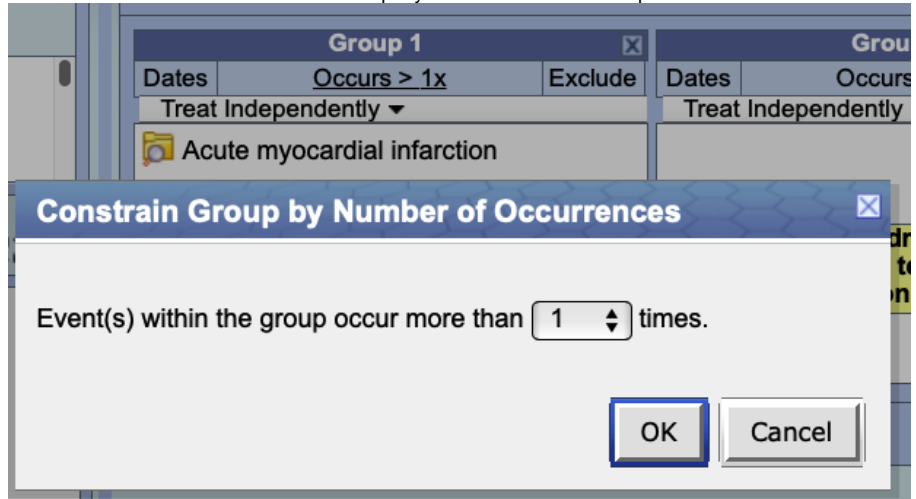 Group 1
Dates Occurs > 1x Exclude
Treat Independently
Acute myocardial infarction
Dates Occurs
Treat Independently
Constrain Group by Number of Occurrences
Event(s) within the group occur more than 1 times.
OK Cancel